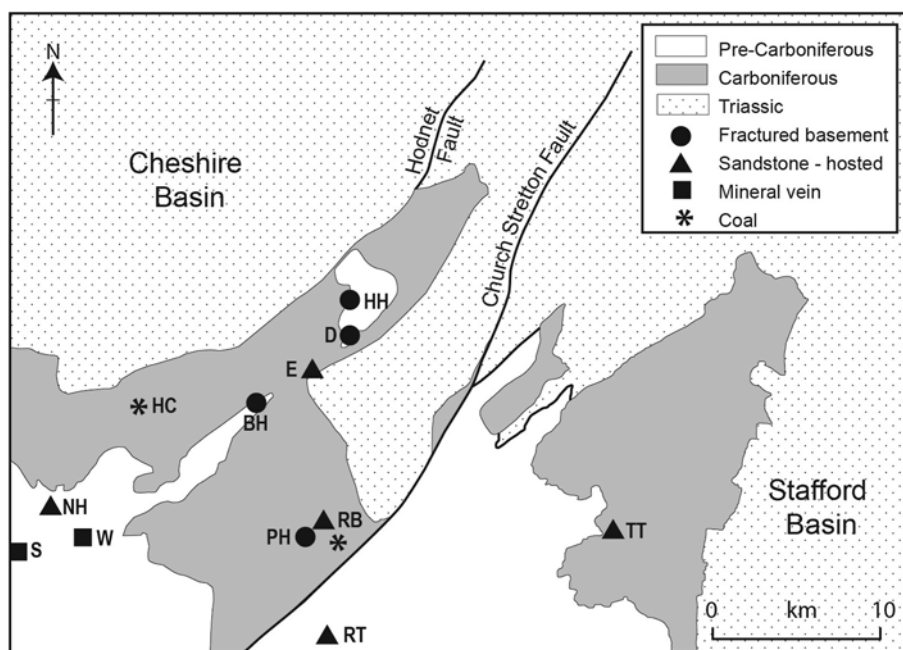 N
Cheshire
Basin
Hodnet
Fault
Church Stretton Fault
Pre-Carboniferous
Carboniferous
Triassic
Fractured basement
Sandstone - hosted
Mineral vein
Coal
HH
D
E
HC
BH
NH
S
W
PH
RB
RT
TT
Stafford
Basin
0 km 10